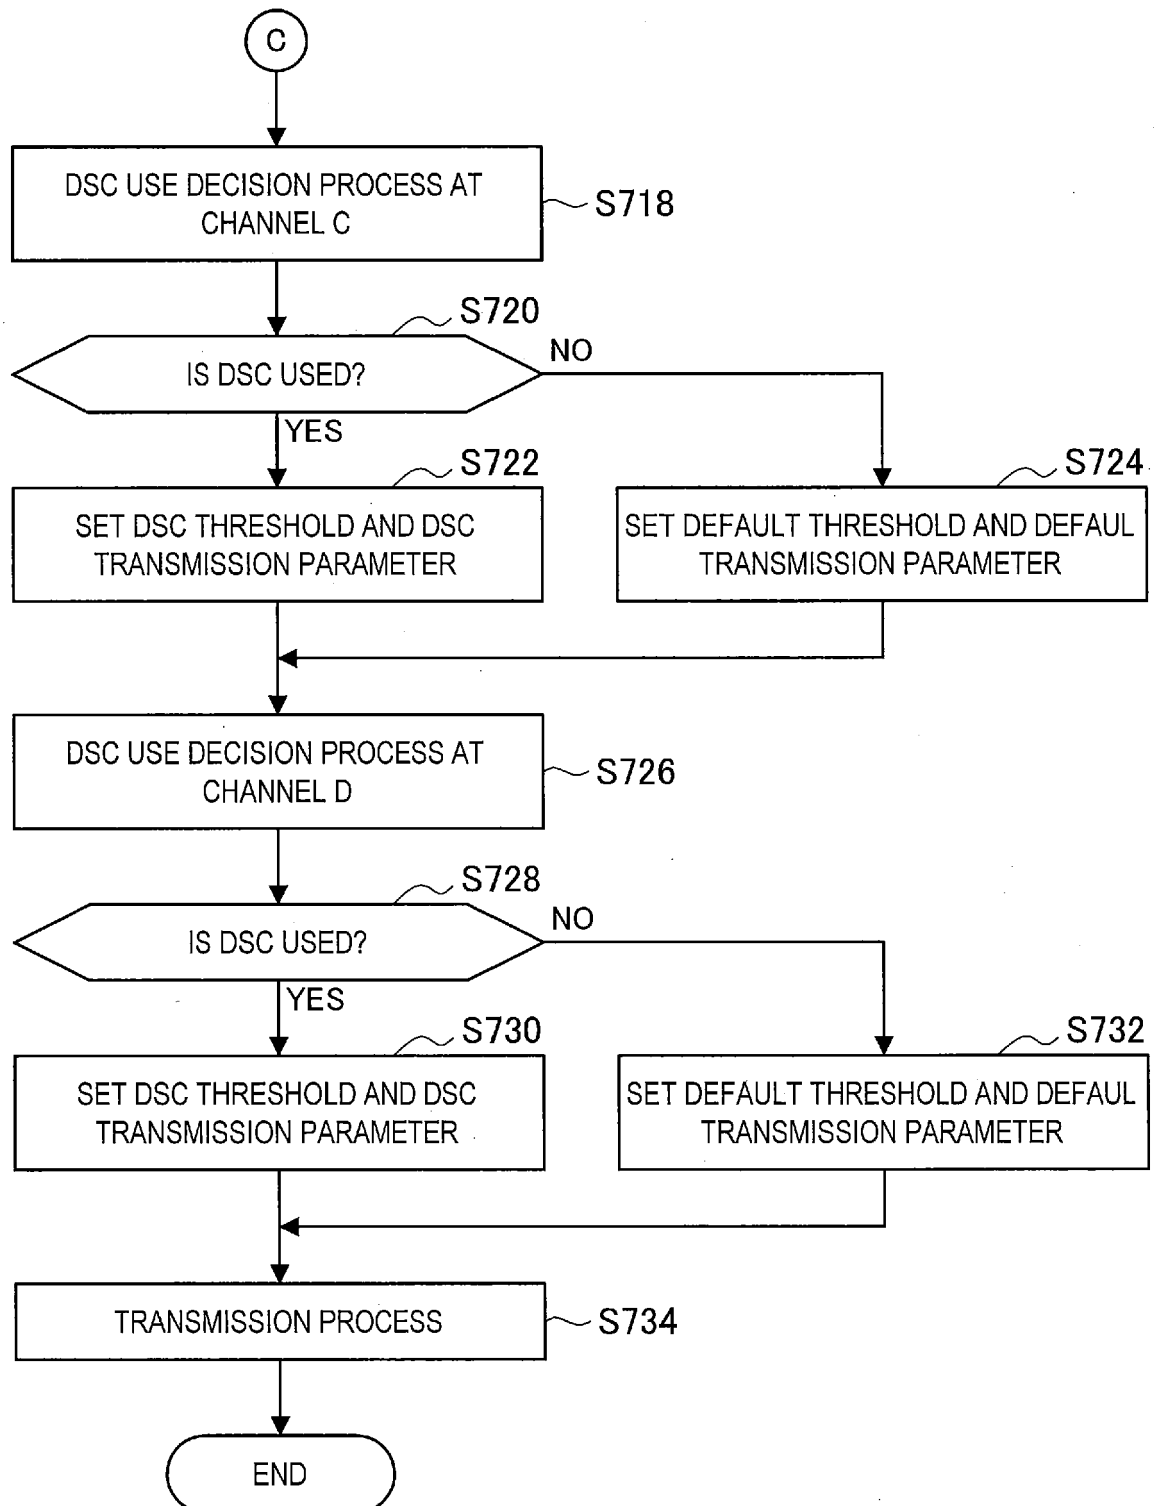 C
DSC USE DECISION PROCESS AT
CHANNEL C
S718
S720
IS DSC USED?
NO
YES
S722
SET DSC THRESHOLD AND DSC
TRANSMISSION PARAMETER
S724
SET DEFAULT THRESHOLD AND DEFAUL
TRANSMISSION PARAMETER
DSC USE DECISION PROCESS AT
CHANNEL D
S726
S728
IS DSC USED?
NO
YES
S730
SET DSC THRESHOLD AND DSC
TRANSMISSION PARAMETER
S732
SET DEFAULT THRESHOLD AND DEFAUL
TRANSMISSION PARAMETER
TRANSMISSION PROCESS
S734
END